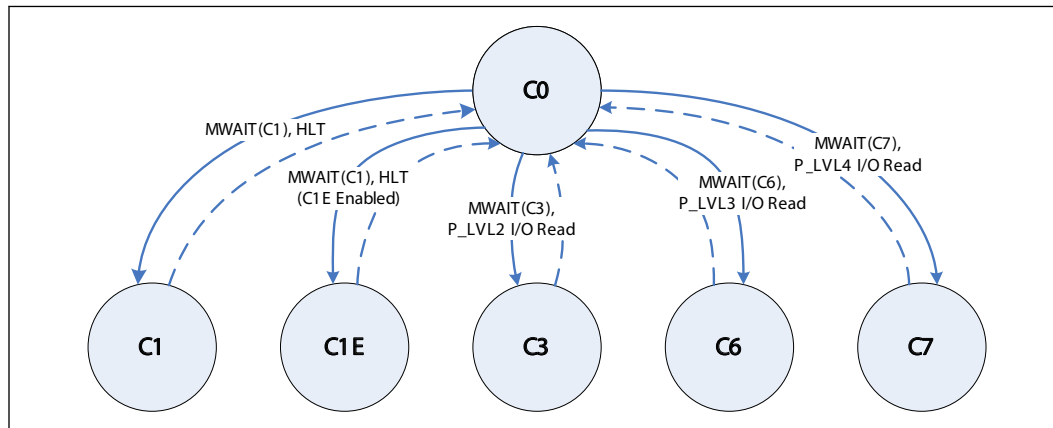 C0
MWAIT(C1), HLT
MWAIT(C1), HLT
(C1E Enabled)
MWAIT(C3),
P_LVL2 I/O Read
MWAIT(C6),
P_LVL3 I/O Read
MWAIT(C7),
P_LVL4 I/O Read
C1
C1E
C3
C6
C7